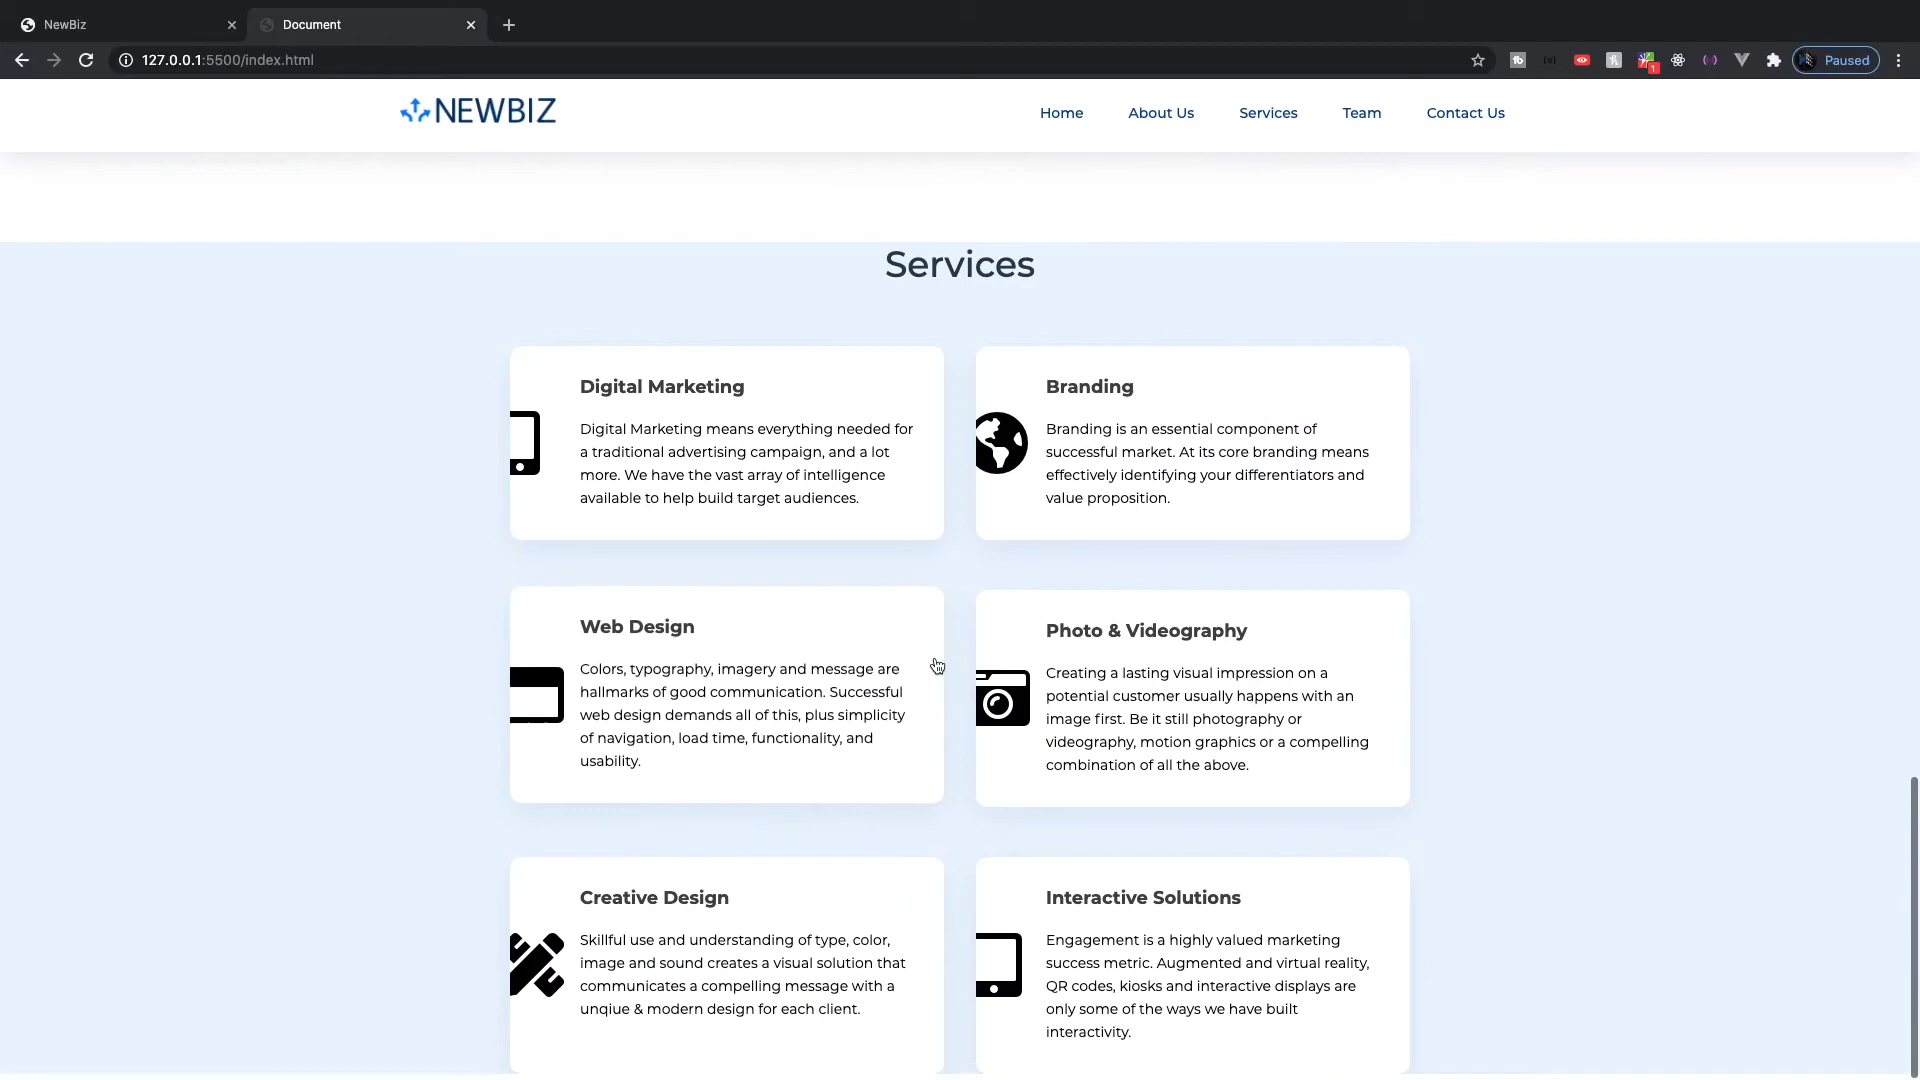 NewBiz
Document
127.0.0.1:5500/index.html
Paused
NEWBIZ
Home
About Us
Services
Team
Contact Us
Services
Digital Marketing
Digital Marketing means everything needed for
a traditional advertising campaign, and a lot
more. We have the vast array of intelligence
available to help build target audiences.
Branding
Branding is an essential component of
successful market. At its core branding means
effectively identifying your differentiators and
value proposition.
Web Design
Colors, typography, imagery and message are
hallmarks of good communication. Successful
web design demands all of this, plus simplicity
of navigation, load time, functionality, and
usability.
Photo & Videography
Creating a lasting visual impression on a
potential customer usually happens with an
image first. Be it still photography or
videography, motion graphics or a compelling
combination of all the above.
Creative Design
Skillful use and understanding of type, color,
image and sound creates a visual solution that
communicates a compelling message with a
unqiue & modern design for each client.
Interactive Solutions
Engagement is a highly valued marketing
success metric. Augmented and virtual reality,
QR codes, kiosks and interactive displays are
only some of the ways we have built
interactivity.